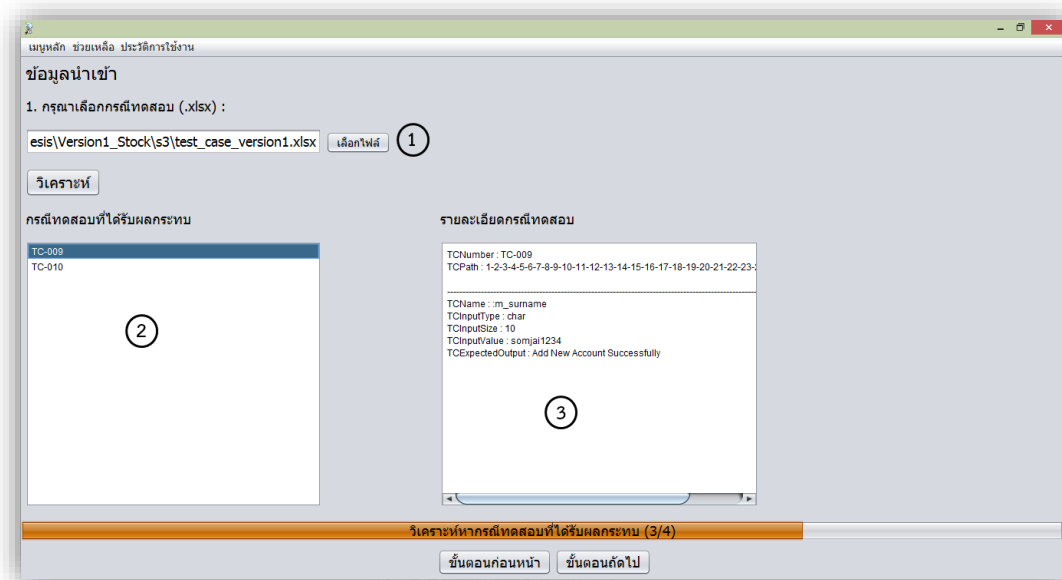 เมนูหลัก ช่วยเหลือ ประวัติการใช้งาน
ข้อมูลนำเข้า
1. กรุณาเลือกกรณีทดสอบ (.xlsx) :
esis\Version1_Stock\s3\test_case_version1.xlsx เลือกไฟล์ 1
วิเคราะห์
กรณีทดสอบที่ได้รับผลกระทบ
TC-009
TC-010
2
รายละเอียดกรณีทดสอบ
TCNumber : TC-009
TCPath : 1-2-3-4-5-6-7-8-9-10-11-12-13-14-15-16-17-18-19-20-21-22-23-
TCName : :m_surname
TCInputType : char
TCInputSize : 10
TCInputValue : somjai1234
TCExpectedOutput : Add New Account Successfully
3
วิเคราะห์หากรณีทดสอบที่ได้รับผลกระทบ (3/4)
ขั้นตอนก่อนหน้า ขั้นตอนถัดไป